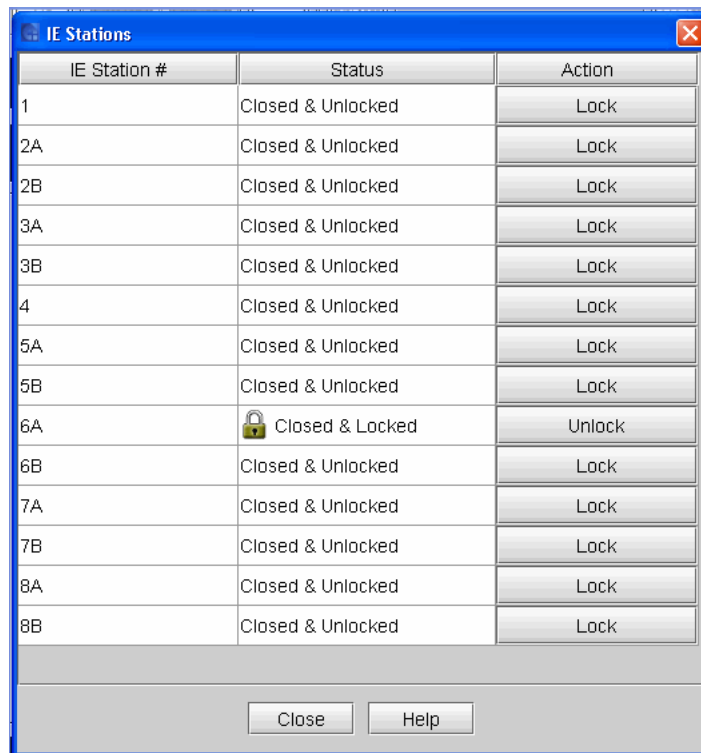 IE Stations
IE Station # Status Action
1 Closed & Unlocked Lock
2A Closed & Unlocked Lock
2B Closed & Unlocked Lock
3A Closed & Unlocked Lock
3B Closed & Unlocked Lock
4 Closed & Unlocked Lock
5A Closed & Unlocked Lock
5B Closed & Unlocked Lock
6A Closed & Locked Unlock
6B Closed & Unlocked Lock
7A Closed & Unlocked Lock
7B Closed & Unlocked Lock
8A Closed & Unlocked Lock
8B Closed & Unlocked Lock
Close Help